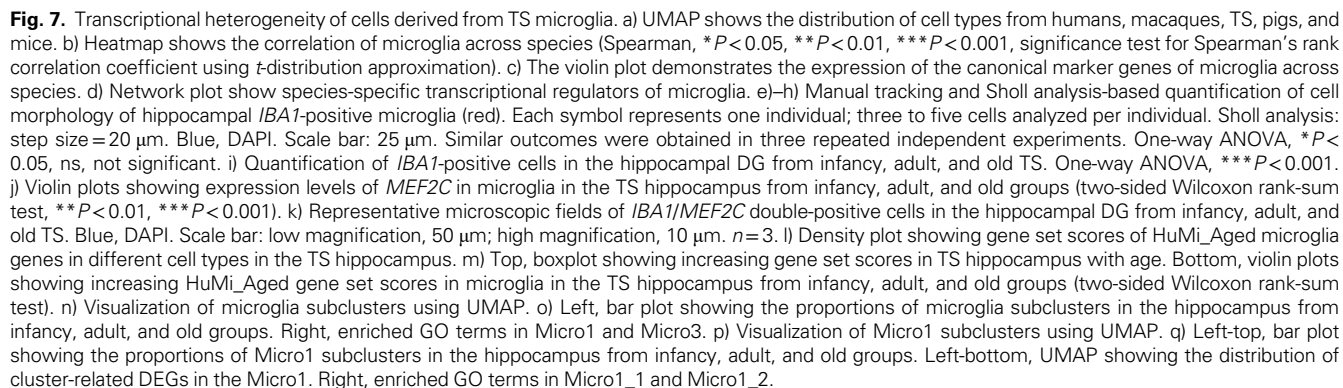 Fig. 7. Transcriptional heterogeneity of cells derived from TS microglia. a) UMAP shows the distribution of cell types from humans, macaques, TS, pigs, and
mice. b) Heatmap shows the correlation of microglia across species (Spearman, *P < 0.05, **P < 0.01, ***P < 0.001, significance test for Spearman's rank
correlation coefficient using t-distribution approximation). c) The violin plot demonstrates the expression of the canonical marker genes of microglia across
species. d) Network plot show species-specific transcriptional regulators of microglia. e)–h) Manual tracking and Sholl analysis-based quantification of cell
morphology of hippocampal IBA1-positive microglia (red). Each symbol represents one individual; three to five cells analyzed per individual. Sholl analysis:
step size = 20 μm. Blue, DAPI. Scale bar: 25 μm. Similar outcomes were obtained in three repeated independent experiments. One-way ANOVA, *P <
0.05, ns, not significant. i) Quantification of IBA1-positive cells in the hippocampal DG from infancy, adult, and old TS. One-way ANOVA, ***P < 0.001.
j) Violin plots showing expression levels of MEF2C in microglia in the TS hippocampus from infancy, adult, and old groups (two-sided Wilcoxon rank-sum
test, **P < 0.01, ***P < 0.001). k) Representative microscopic fields of IBA1/MEF2C double-positive cells in the hippocampal DG from infancy, adult, and
old TS. Blue, DAPI. Scale bar: low magnification, 50 μm; high magnification, 10 μm. n = 3. l) Density plot showing gene set scores of HuMi_Aged microglia
genes in different cell types in the TS hippocampus. m) Top, boxplot showing increasing gene set scores in TS hippocampus with age. Bottom, violin plots
showing increasing HuMi_Aged gene set scores in microglia in the TS hippocampus from infancy, adult, and old groups (two-sided Wilcoxon rank-sum
test). n) Visualization of microglia subclusters using UMAP. o) Left, bar plot showing the proportions of microglia subclusters in the hippocampus from
infancy, adult, and old groups. Right, enriched GO terms in Micro1 and Micro3. p) Visualization of Micro1 subclusters using UMAP. q) Left-top, bar plot
showing the proportions of Micro1 subclusters in the hippocampus from infancy, adult, and old groups. Left-bottom, UMAP showing the distribution of
cluster-related DEGs in the Micro1. Right, enriched GO terms in Micro1_1 and Micro1_2.